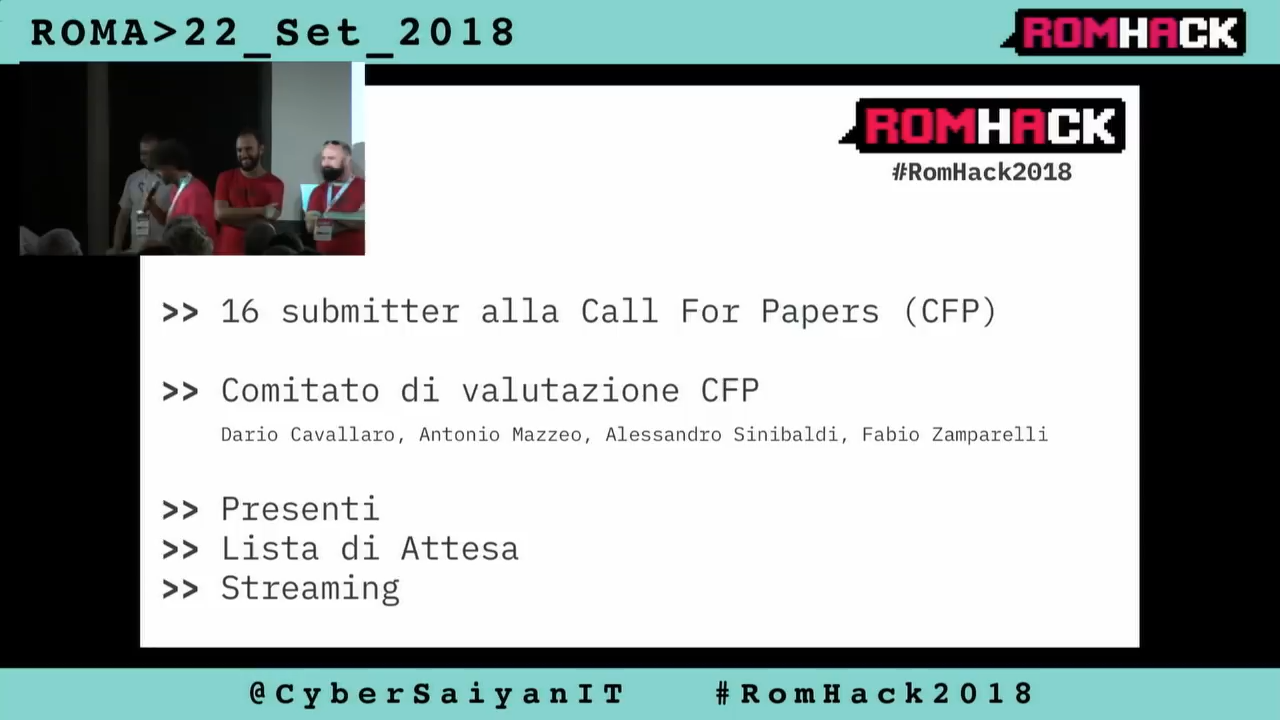 ROMA>22_Set_2018
ROMHACK
ROMHACK
#RomHack2018
>> 16 submitter alla Call For Papers (CFP)
>> Comitato di valutazione CFP
Dario Cavallaro, Antonio Mazzeo, Alessandro Sinibaldi, Fabio Zamparelli
>> Presenti
>> Lista di Attesa
>> Streaming
@CyberSaiyanIT #RomHack2018